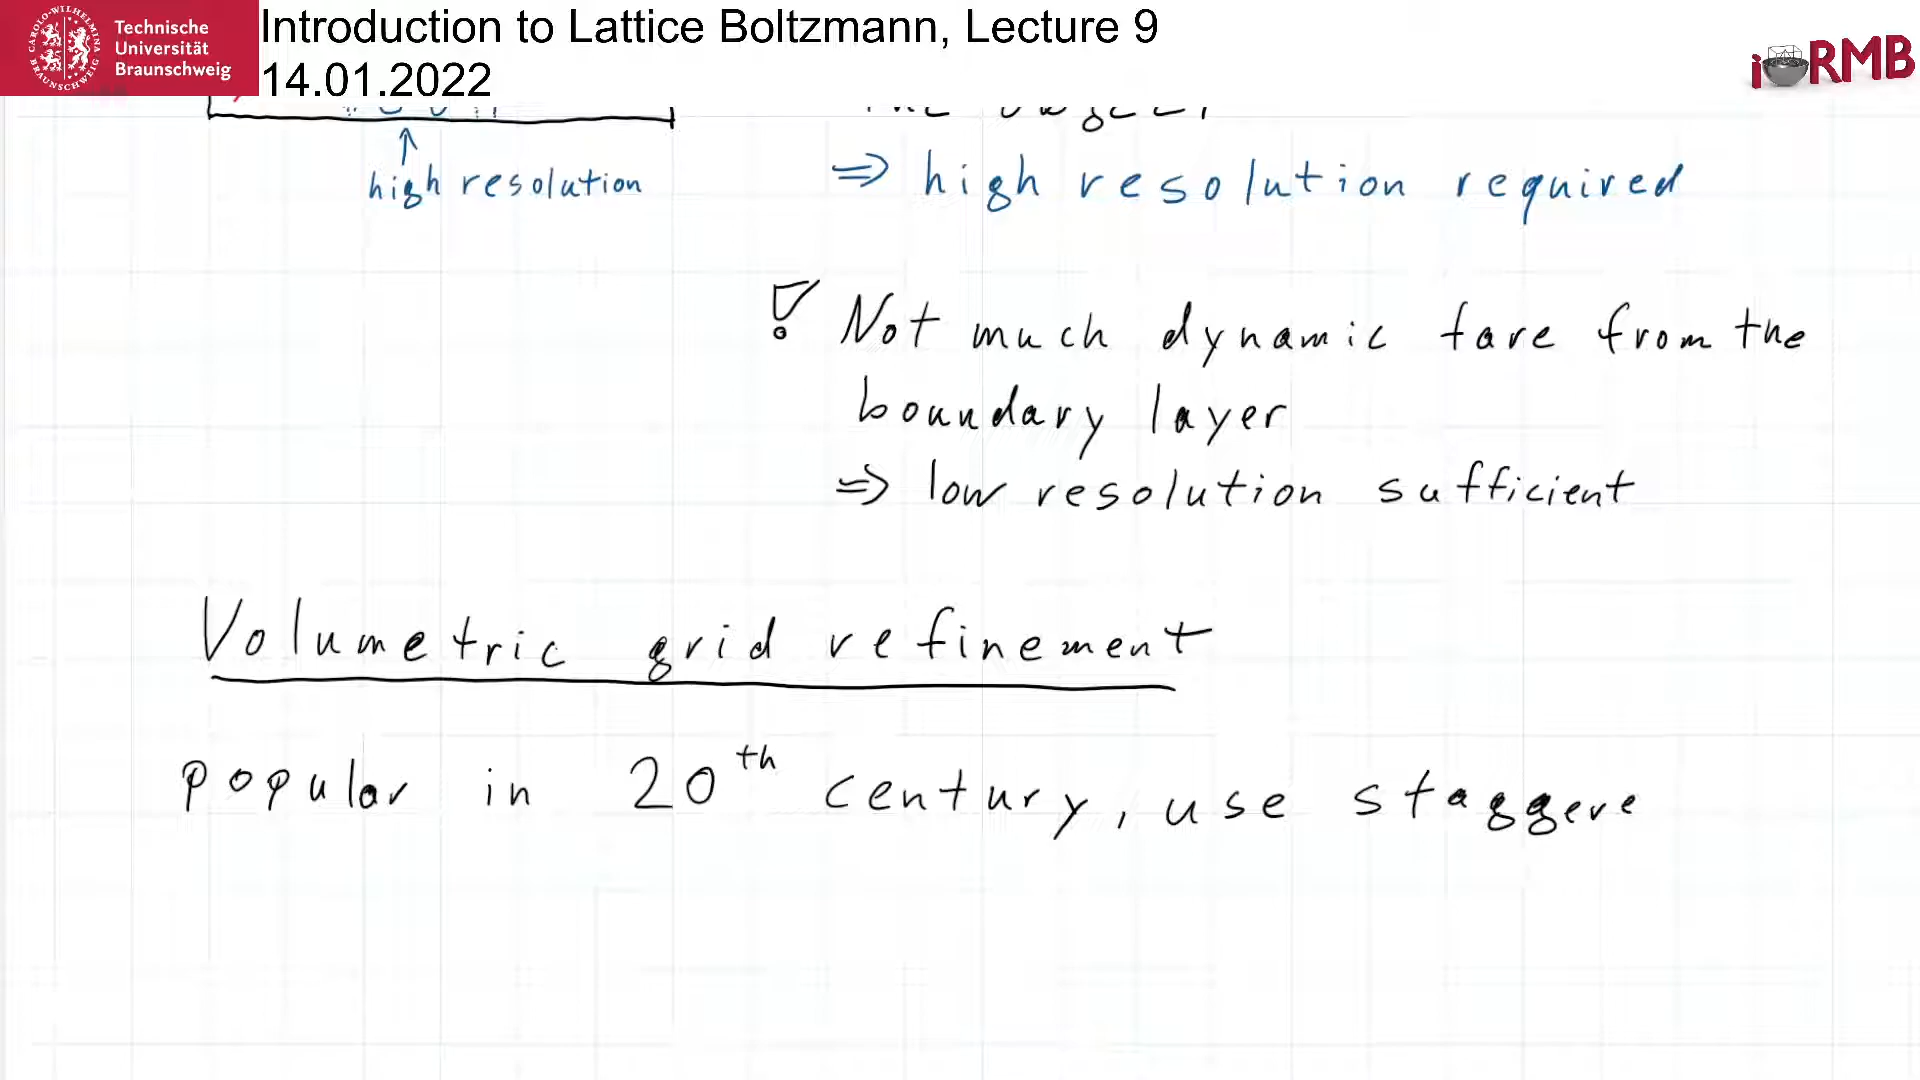 Technische
Universität
Braunschweig
Introduction to Lattice Boltzmann, Lecture 9
14.01.2022
iRMB
high resolution
⇒ high resolution required
! Not much dynamic fare from the
boundary layer
⇒ low resolution sufficient
Volumetric grid refinement
popular in 20th century, use staggere